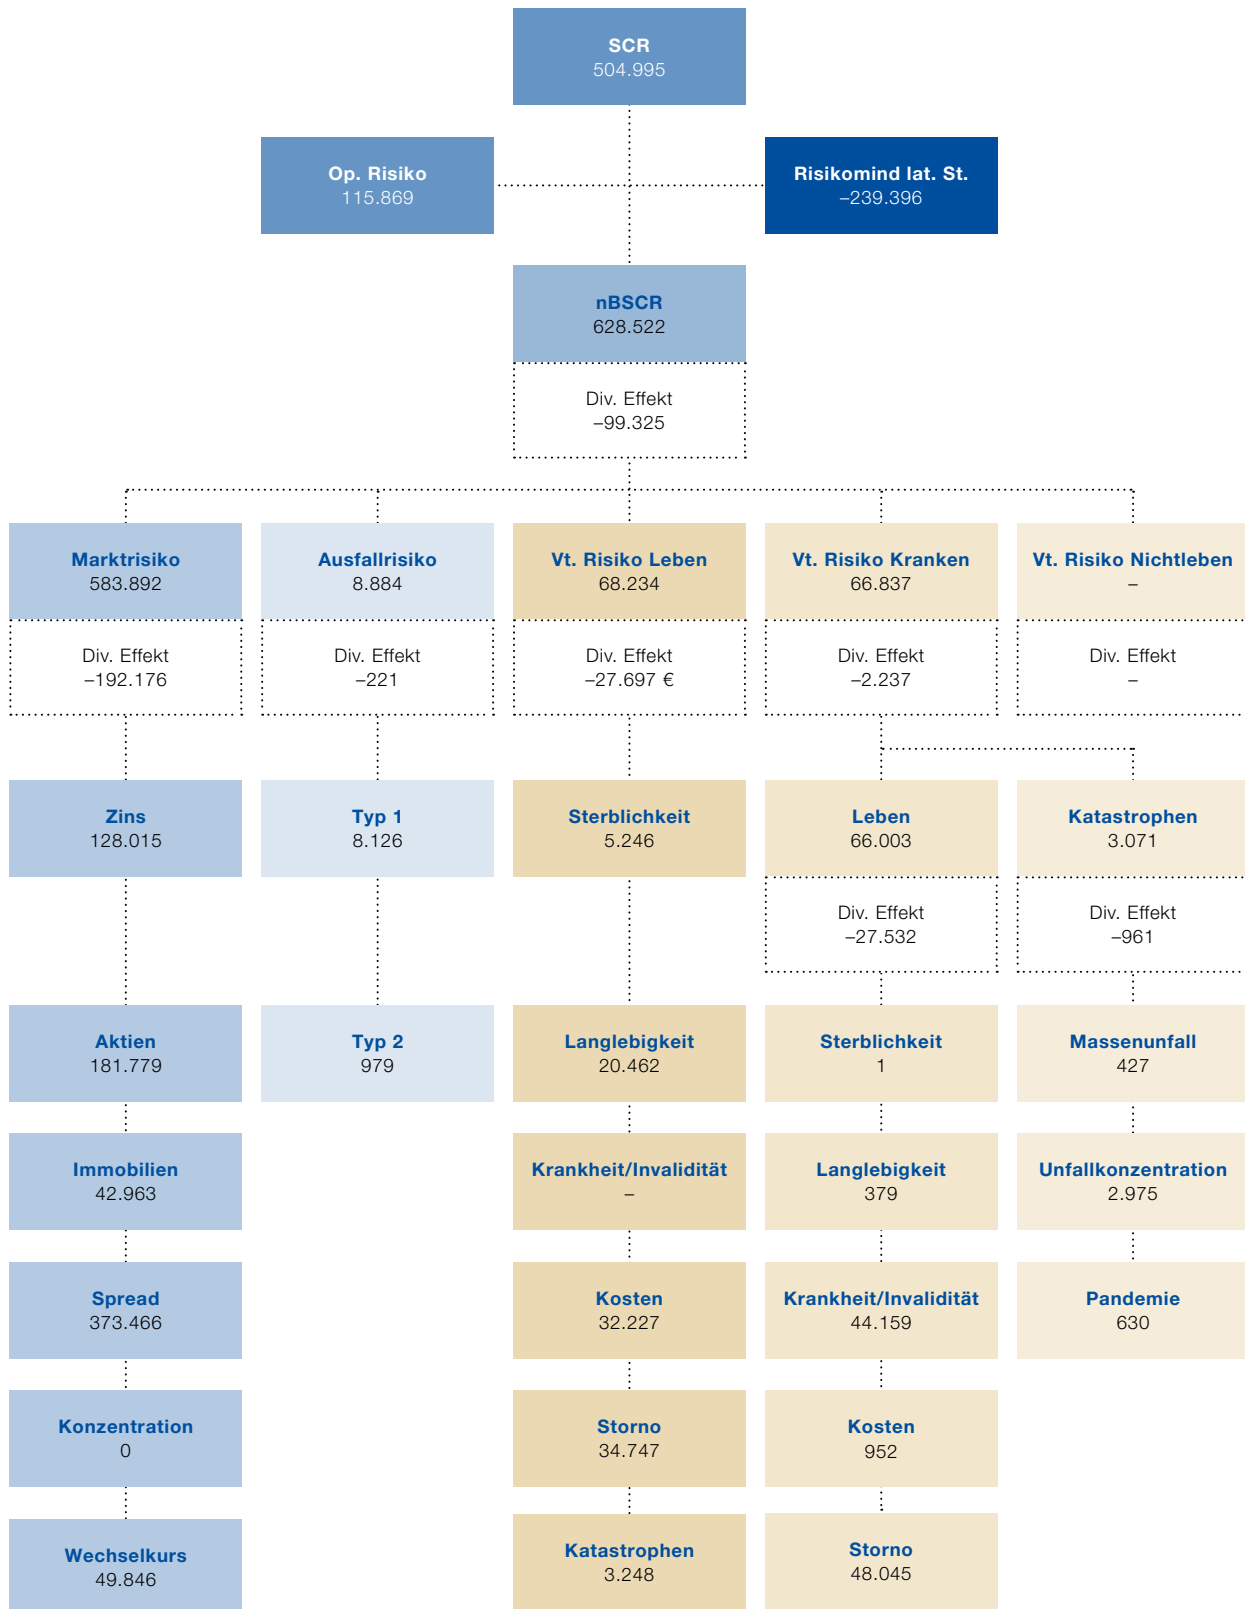 SCR
504.995
Op. Risiko
115.869
Risikomind lat. St.
–239.396
nBSCR
628.522
Div. Effekt
–99.325
Marktrisiko
583.892
Ausfallrisiko
8.884
Vt. Risiko Leben
68.234
Vt. Risiko Kranken
66.837
Vt. Risiko Nichtleben
–
Div. Effekt
–192.176
Div. Effekt
–221
Div. Effekt
–27.697 €
Div. Effekt
–2.237
Div. Effekt
–
Zins
128.015
Typ 1
8.126
Sterblichkeit
5.246
Leben
66.003
Katastrophen
3.071
Div. Effekt
–27.532
Div. Effekt
–961
Aktien
181.779
Typ 2
979
Langlebigkeit
20.462
Sterblichkeit
1
Massenunfall
427
Immobilien
42.963
Krankheit/Invalidität
–
Langlebigkeit
379
Unfallkonzentration
2.975
Spread
373.466
Kosten
32.227
Krankheit/Invalidität
44.159
Pandemie
630
Konzentration
0
Storno
34.747
Kosten
952
Wechselkurs
49.846
Katastrophen
3.248
Storno
48.045